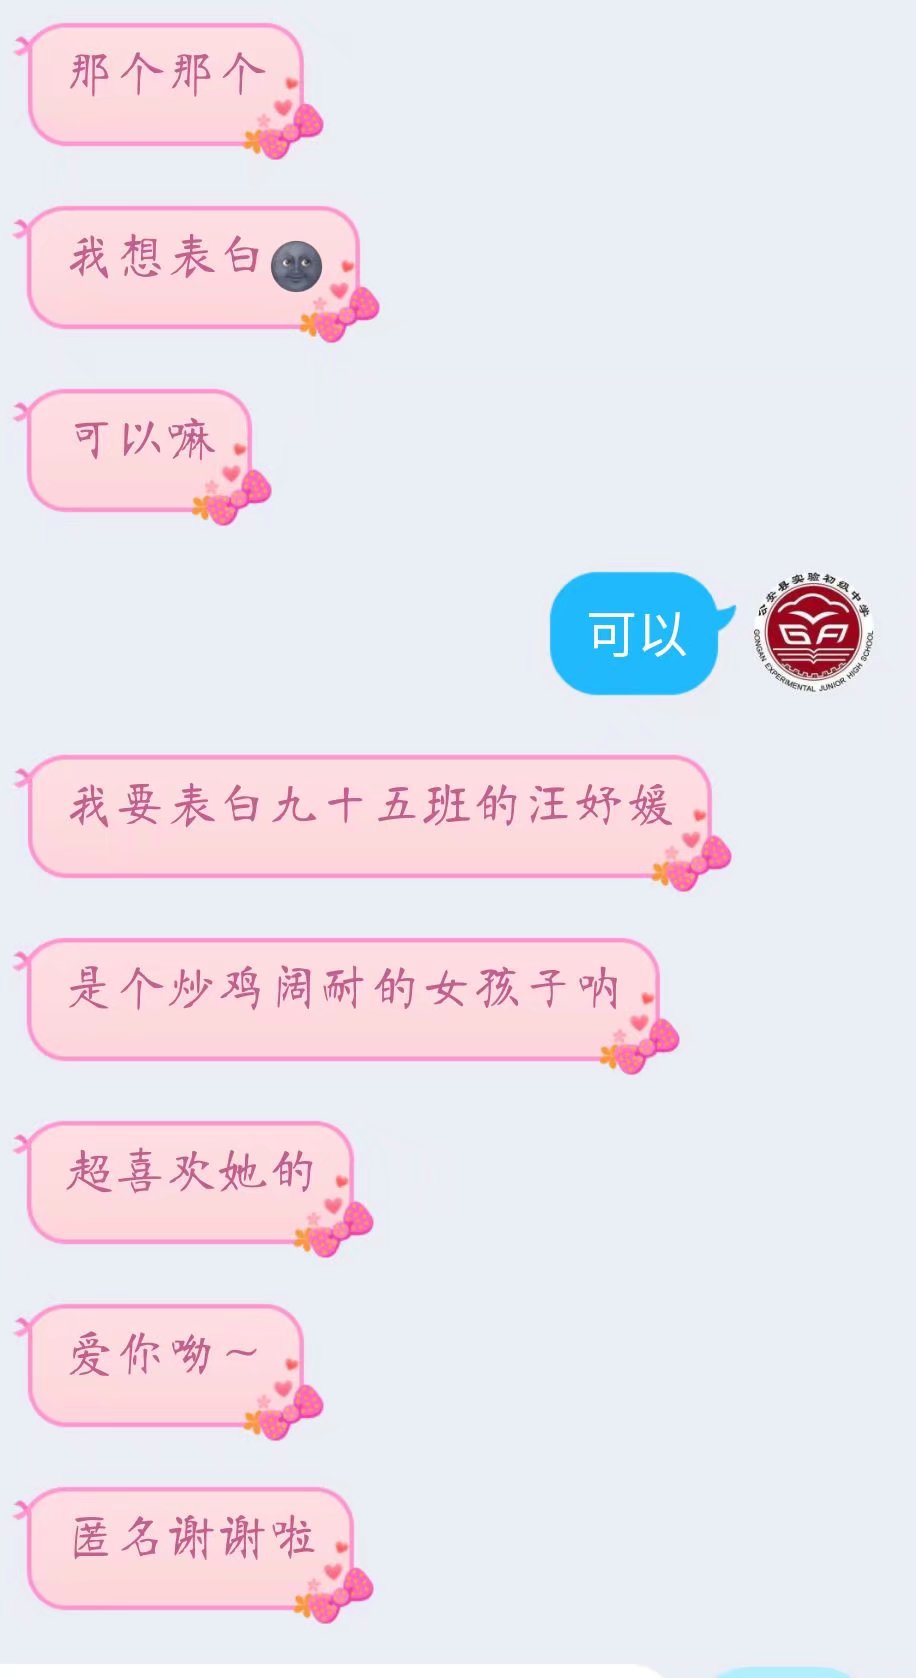 那个那个
我想表白
可以嘛
可以
公安县实验初级中学
GA
GONGAN EXPERIMENTAL JUNIOR HIGH SCHOOL
我要表白九十五班的汪妤媛
是个炒鸡阔耐的女孩子呐
超喜欢她的
爱你呦~
匿名谢谢啦